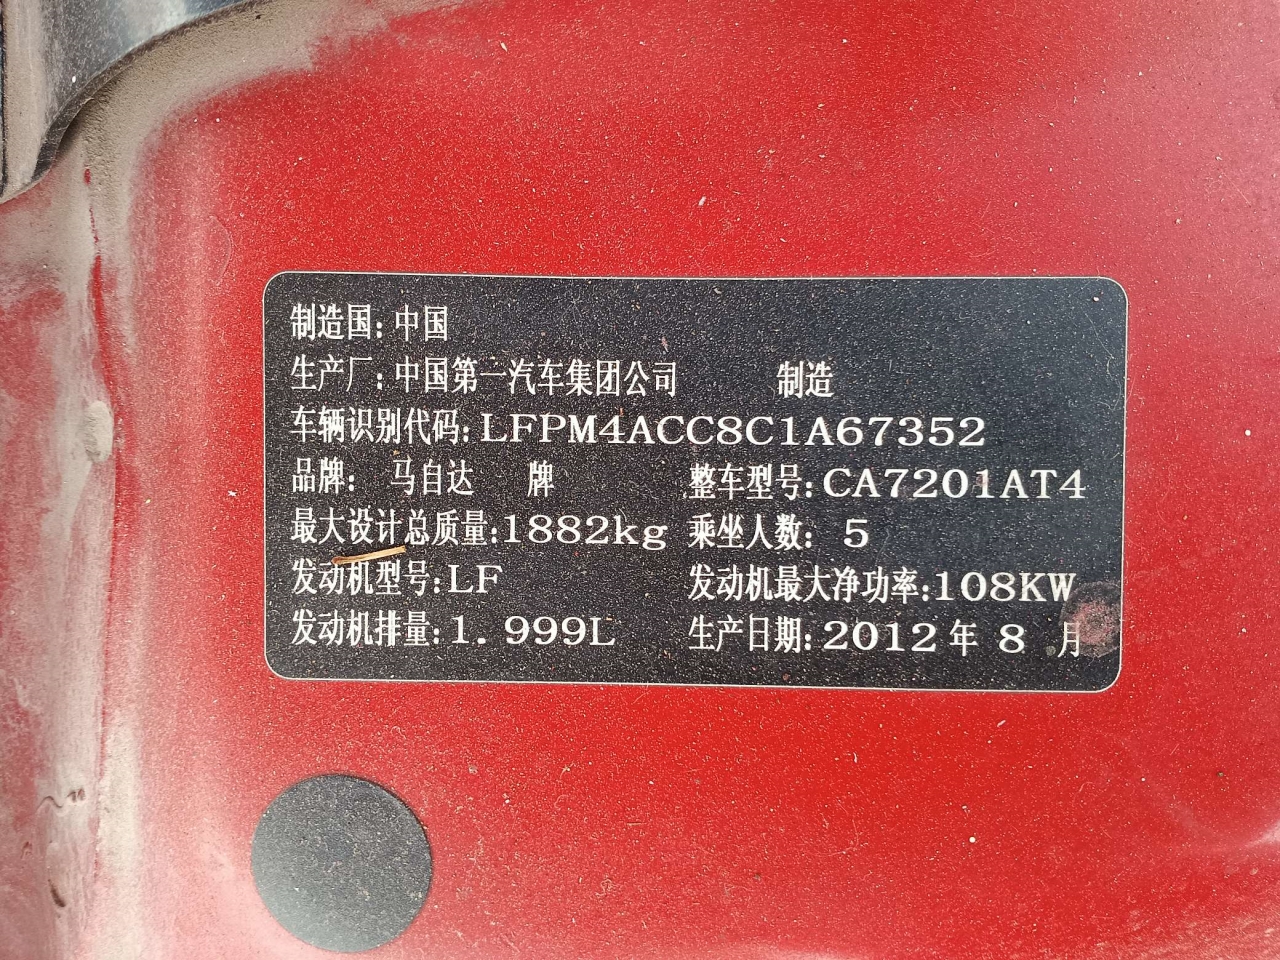 制造国:中国
生产厂:中国第一汽车集团公司 制造
车辆识别代码:LFPM4ACC8C1A67352
品牌: 马自达 牌 整车型号:CA7201AT4
最大设计总质量:1882kg 乘坐人数: 5
发动机型号:LF 发动机最大净功率:108KW
发动机排量:1. 999L 生产日期:2012 年 8 月